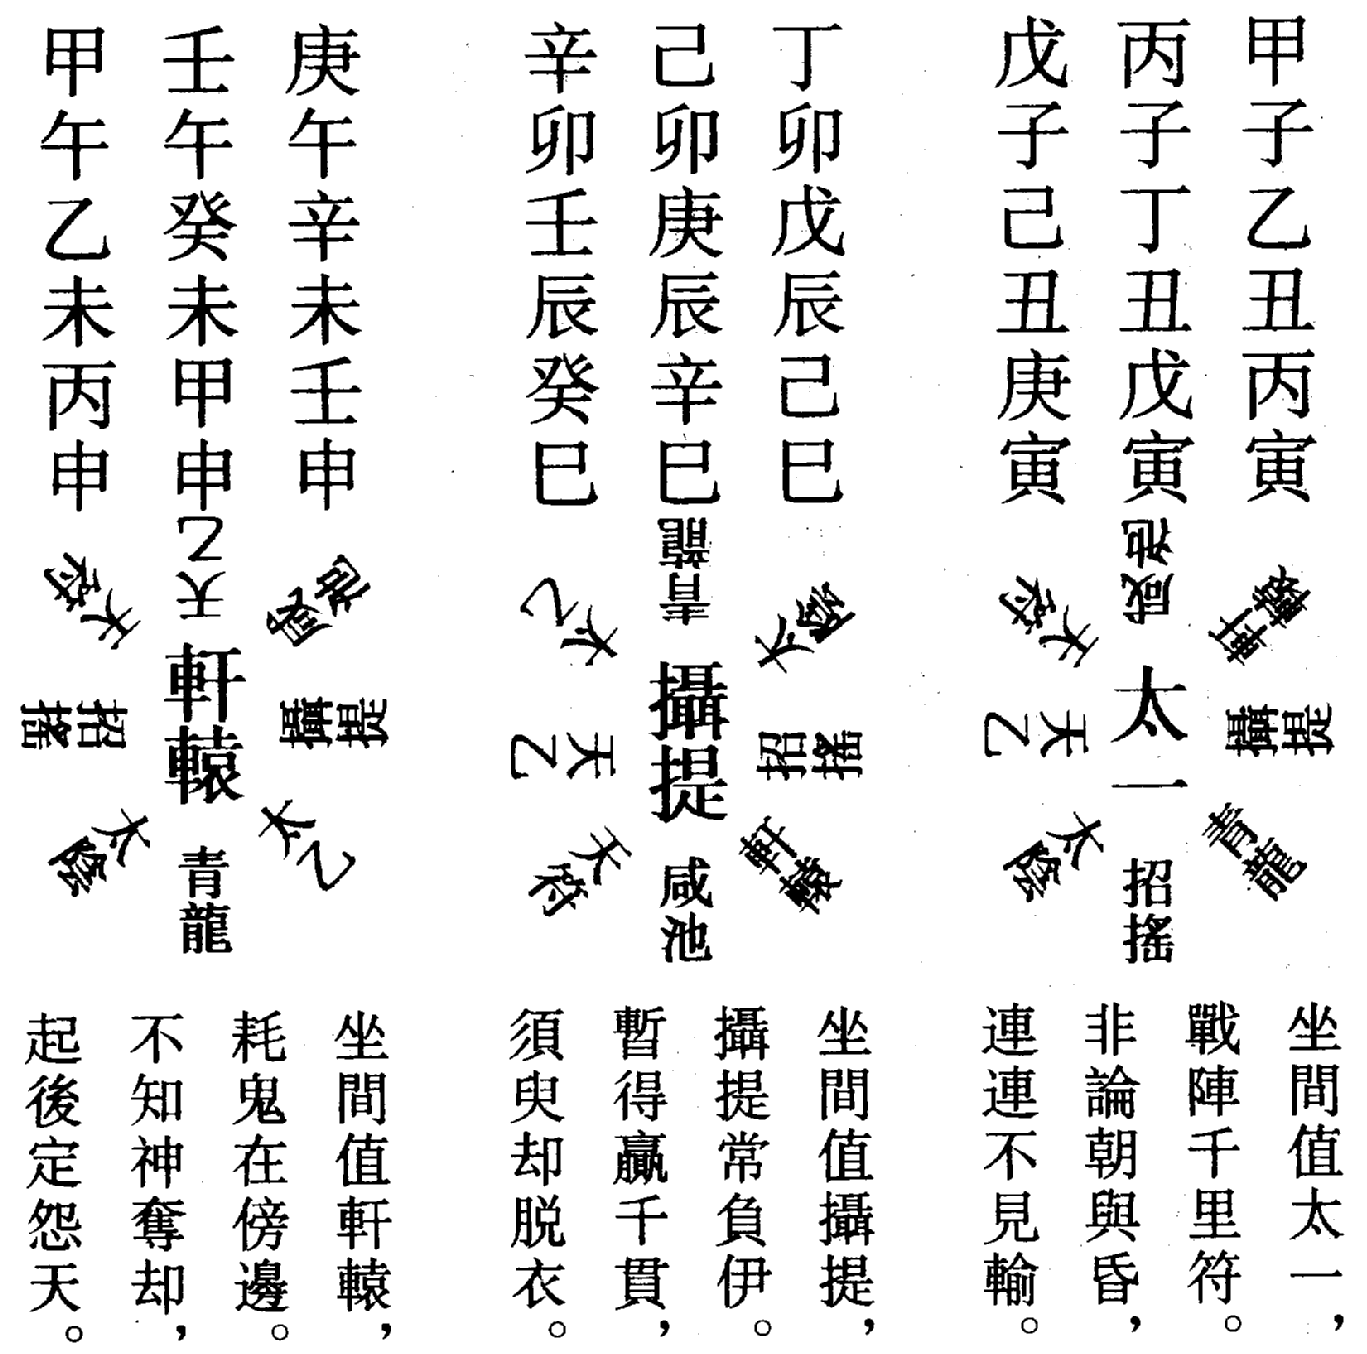 甲子乙丑丙寅
丙子丁丑戊寅
戊子己丑庚寅
咸池
軒轅
攝提
青龍
招搖
太陰
天乙
天符
太一
坐間值太一，
戰陣千里符。
非論朝與昏，
連連不見輸。
丁卯戊辰己巳
己卯庚辰辛巳
辛卯壬辰癸巳
青龍
太陰
招搖
軒轅
咸池
天符
天乙
太乙
攝提
坐間值攝提，
攝提常負伊。
暫得贏千貫，
須臾却脱衣。
庚午辛未壬申
壬午癸未甲申
甲午乙未丙申
天乙
咸池
攝提
太乙
青龍
太陰
招搖
天符
軒轅
坐間值軒轅，
耗鬼在傍邊。
不知神奪却，
起後定怨天。